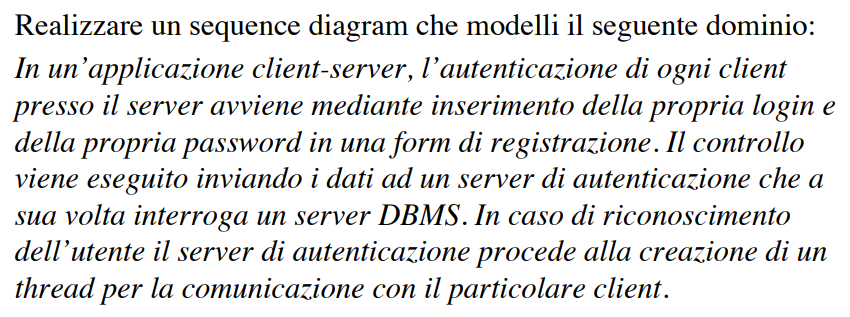 Realizzare un sequence diagram che modelli il seguente dominio:
In un’applicazione client-server, l’autenticazione di ogni client
presso il server avviene mediante inserimento della propria login e
della propria password in una form di registrazione. Il controllo
viene eseguito inviando i dati ad un server di autenticazione che a
sua volta interroga un server DBMS. In caso di riconoscimento
dell’utente il server di autenticazione procede alla creazione di un
thread per la comunicazione con il particolare client.